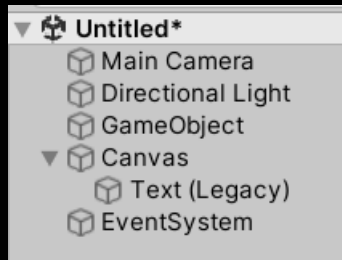 Untitled*
Main Camera
Directional Light
GameObject
Canvas
Text (Legacy)
EventSystem